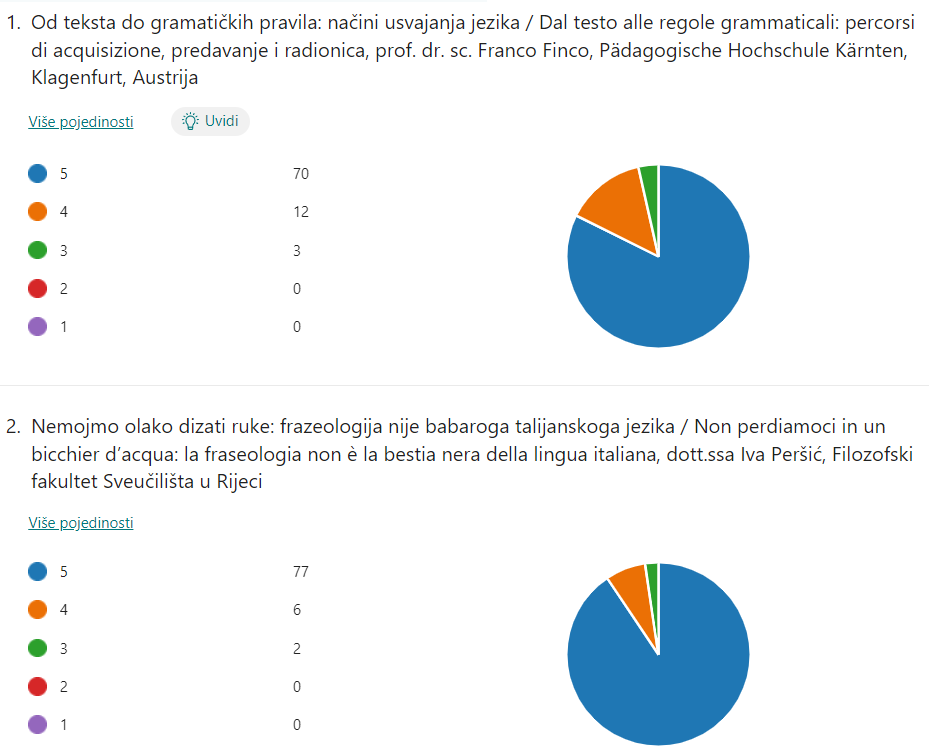 1. Od teksta do gramatičkih pravila: načini usvajanja jezika / Dal testo alle regole grammaticali: percorsi
di acquisizione, predavanje i radionica, prof. dr. sc. Franco Finco, Pädagogische Hochschule Kärnten,
Klagenfurt, Austrija
Više pojedinosti Uvidi
5 70
4 12
3 3
2 0
1 0
2. Nemojmo olako dizati ruke: frazeologija nije babaroga talijanskoga jezika / Non perdiamoci in un
bicchier d’acqua: la fraseologia non è la bestia nera della lingua italiana, dott.ssa Iva Peršić, Filozofski
fakultet Sveučilišta u Rijeci
Više pojedinosti
5 77
4 6
3 2
2 0
1 0